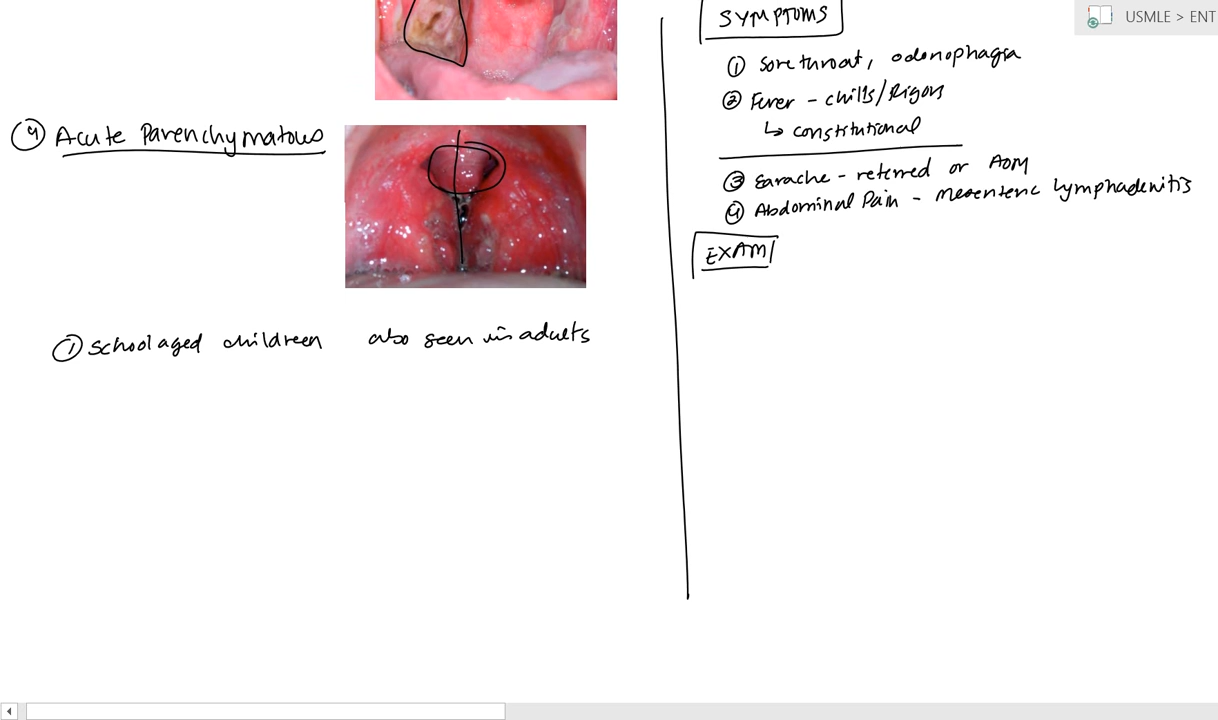 USMLE > ENT
④ Acute Parenchymatous
① school aged children also seen in adults
SYMPTOMS
① Sore throat, odonophagia
② Fever - chills/Rigors
↳ constitutional
③ Earache - referred or AOM
④ Abdominal Pain - Mesenteric lymphadenitis
EXAM